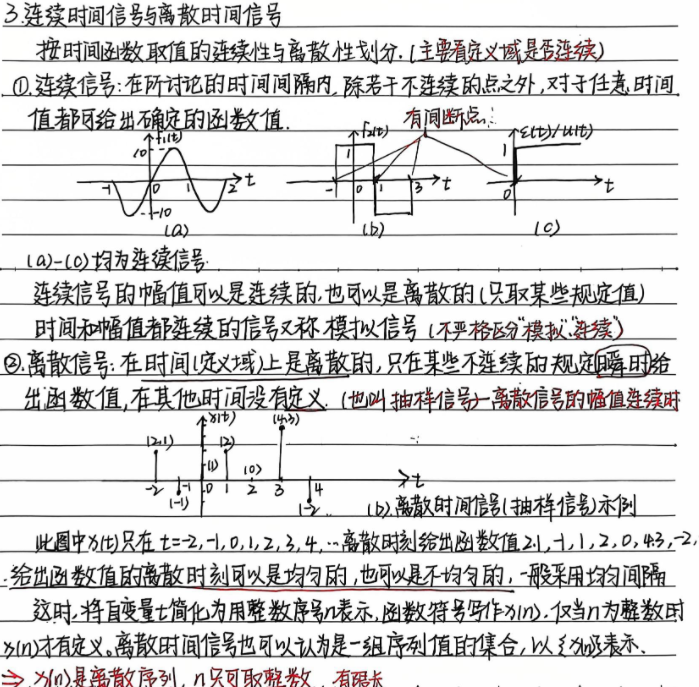 3.连续时间信号与离散时间信号
按时间函数取值的连续性与离散性划分.(主要看定义域是否连续)
①.连续信号:在所讨论的时间间隔内,除若干不连续的点之外,对于任意时间
值都可给出确定的函数值.
有间断点:
f₁(t) 10 -10 -1 0 1 2 t
f₂(t) 1 - 0 1 3 t
ε(t)/u(t) 1 0 t
(a) (b) (c)
(a)-(c)均为连续信号.
连续信号的幅值可以是连续的,也可以是离散的(只取某些规定值)
时间和幅值都连续的信号又称模拟信号(不严格区分"模拟""连续")
②.离散信号:在时间(定义域)上是离散的,只在某些不连续的规定瞬时给
出函数值,在其他时间没有定义.(也叫抽样信号)—离散信号的幅值连续时
x(t) (2.1) (-1) (1) (2) (0) (4.3) (-2
-2 -1 0 1 2 3 4 t
(b).离散时间信号(抽样信号)示例
此图中x(t)只在t=-2,-1,0,1,2,3,4,…离散时刻给出函数值2.1,-1,1,2,0,4.3,-2,
.给出函数值的离散时刻可以是均匀的,也可以是不均匀的,一般采用均匀间隔
这时,将自变量t简化为用整数序号n表示,函数符号写作x(n),仅当n为整数时
x(n)才有定义。离散时间信号也可以认为是一组序列值的集合,以{x(n)}表示、
⇒ x(n)是离散序列,n只可取整数、有限长